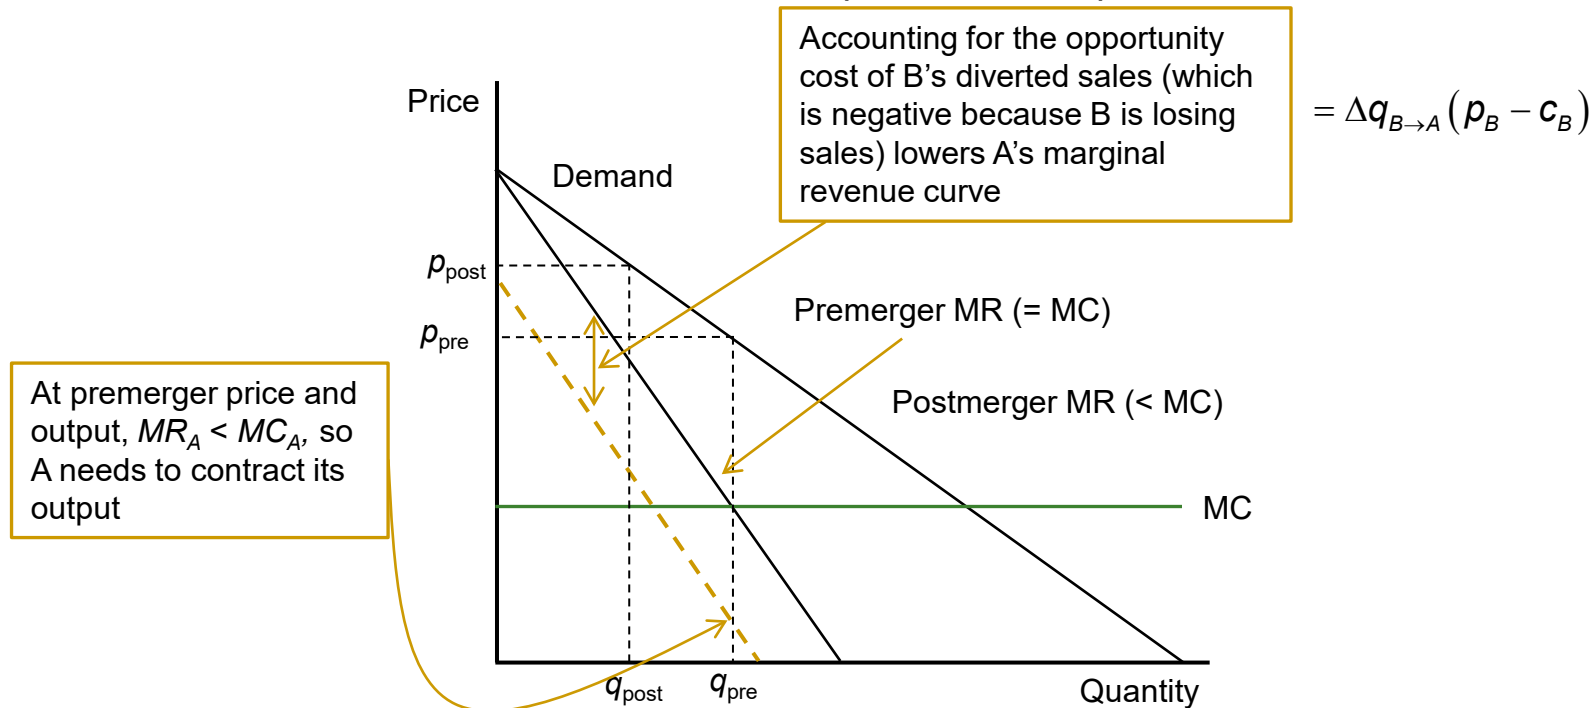 Accounting for the opportunity
cost of B's diverted sales (which
is negative because B is losing
sales) lowers A's marginal
revenue curve
= Δq_{B→A} (p_B − c_B)
Price
Demand
p_post
Premerger MR (= MC)
p_pre
At premerger price and
output, MR_A < MC_A, so
A needs to contract its
output
Postmerger MR (< MC)
MC
q_post
q_pre
Quantity